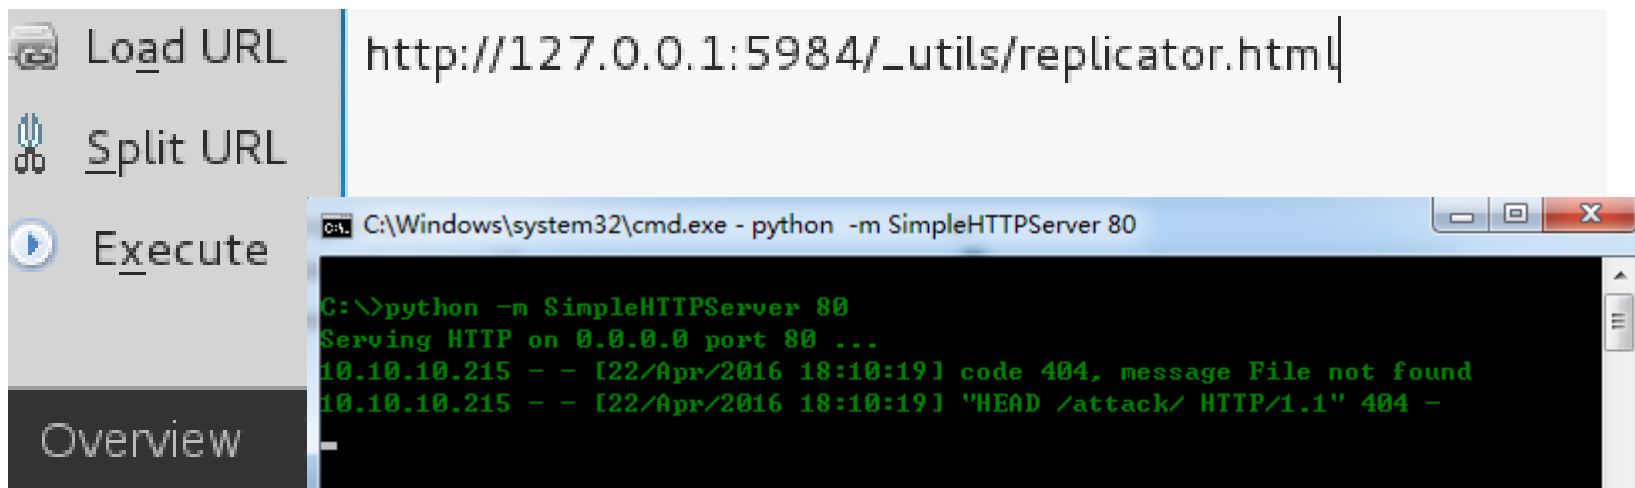 Load URL
http://127.0.0.1:5984/_utils/replicator.html
Split URL
Execute
C:\Windows\system32\cmd.exe - python  -m SimpleHTTPServer 80
C:\>python -m SimpleHTTPServer 80
Serving HTTP on 0.0.0.0 port 80 ...
10.10.10.215 - - [22/Apr/2016 18:10:19] code 404, message File not found
10.10.10.215 - - [22/Apr/2016 18:10:19] "HEAD /attack/ HTTP/1.1" 404 -
Overview